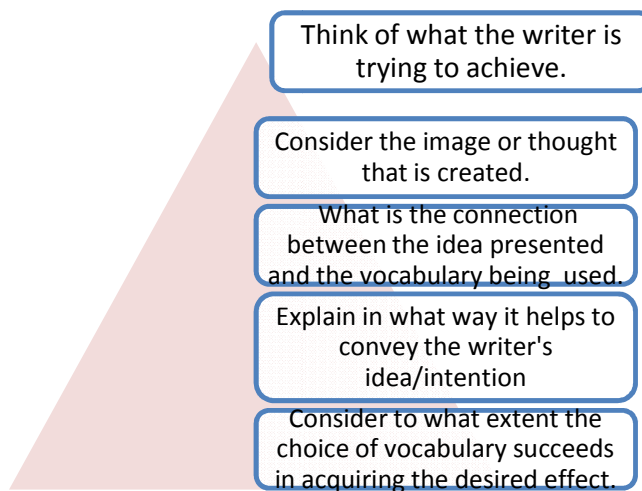 Think of what the writer is
trying to achieve.
Consider the image or thought
that is created.
What is the connection
between the idea presented
and the vocabulary being used.
Explain in what way it helps to
convey the writer's
idea/intention
Consider to what extent the
choice of vocabulary succeeds
in acquiring the desired effect.